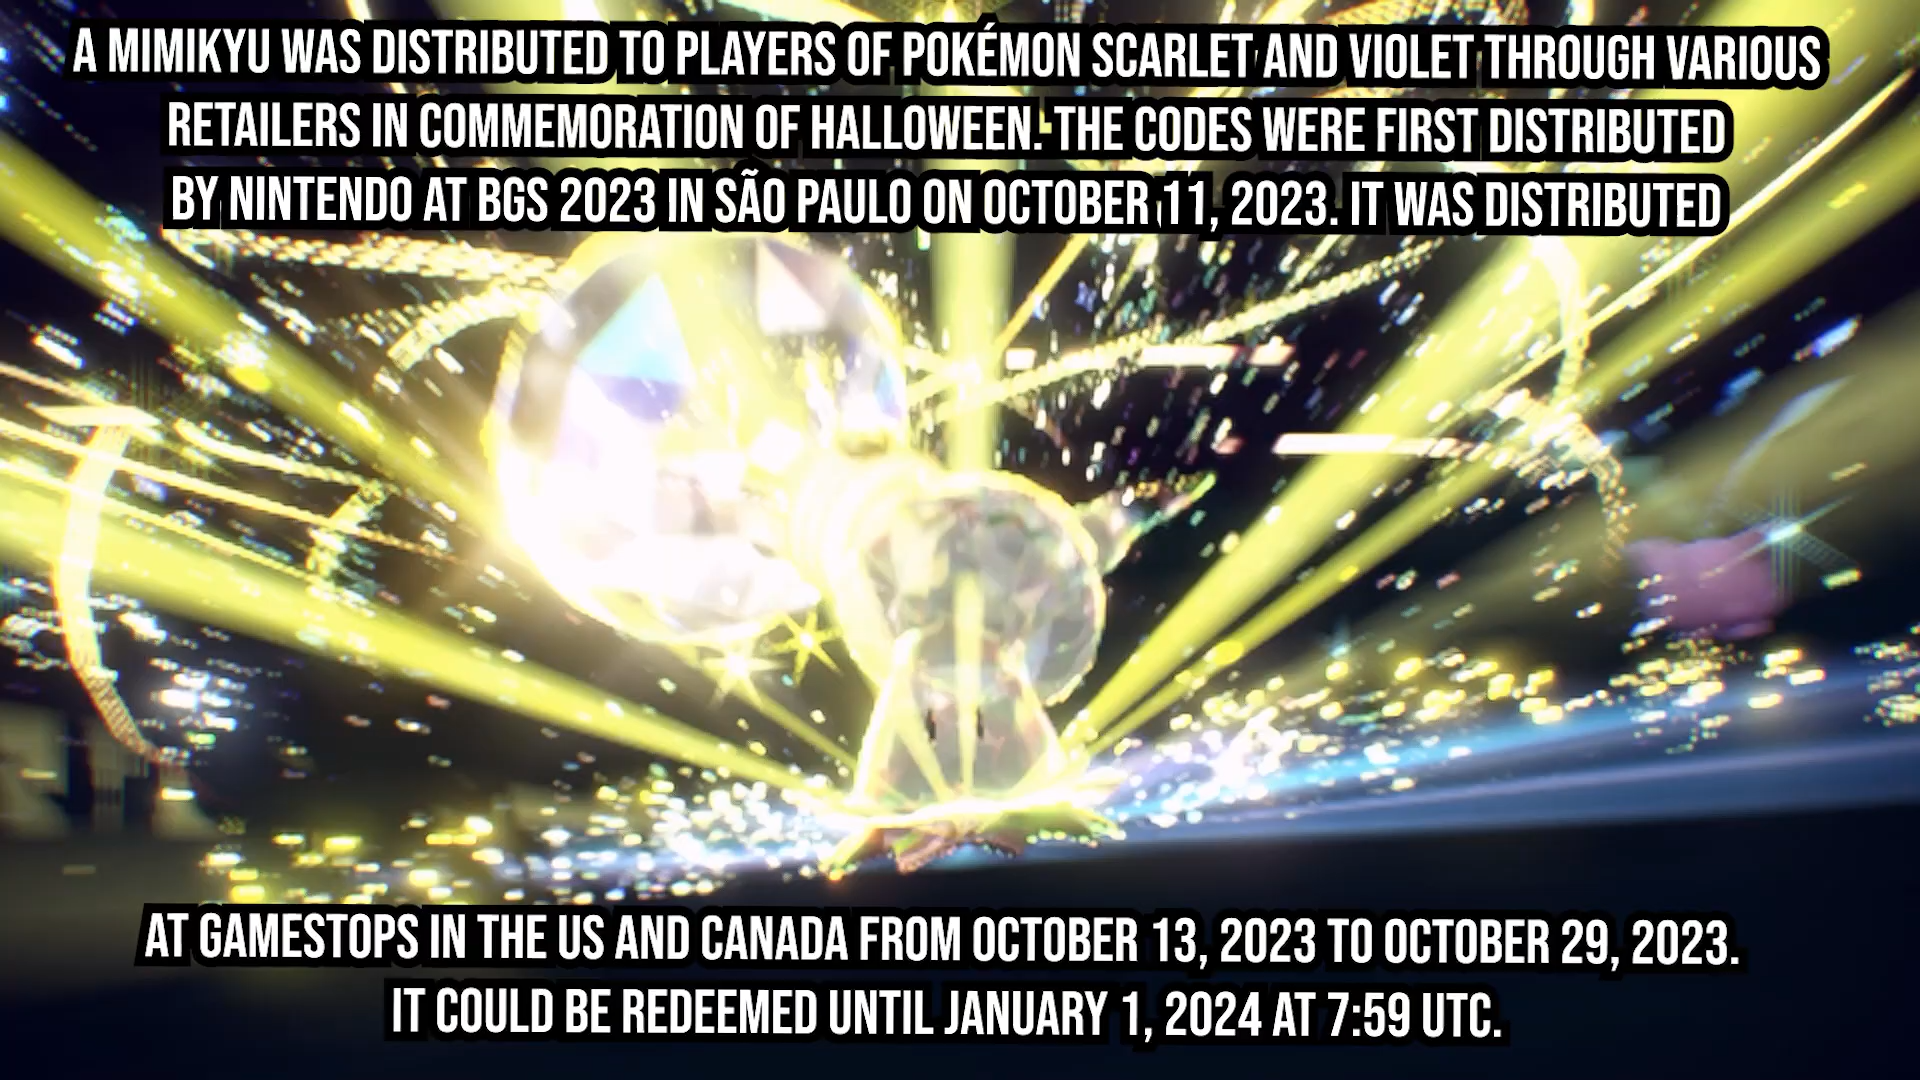 A MIMIKYU WAS DISTRIBUTED TO PLAYERS OF POKÉMON SCARLET AND VIOLET THROUGH VARIOUS
RETAILERS IN COMMEMORATION OF HALLOWEEN. THE CODES WERE FIRST DISTRIBUTED
BY NINTENDO AT BGS 2023 IN SÃO PAULO ON OCTOBER 11, 2023. IT WAS DISTRIBUTED
AT GAMESTOPS IN THE US AND CANADA FROM OCTOBER 13, 2023 TO OCTOBER 29, 2023.
IT COULD BE REDEEMED UNTIL JANUARY 1, 2024 AT 7:59 UTC.